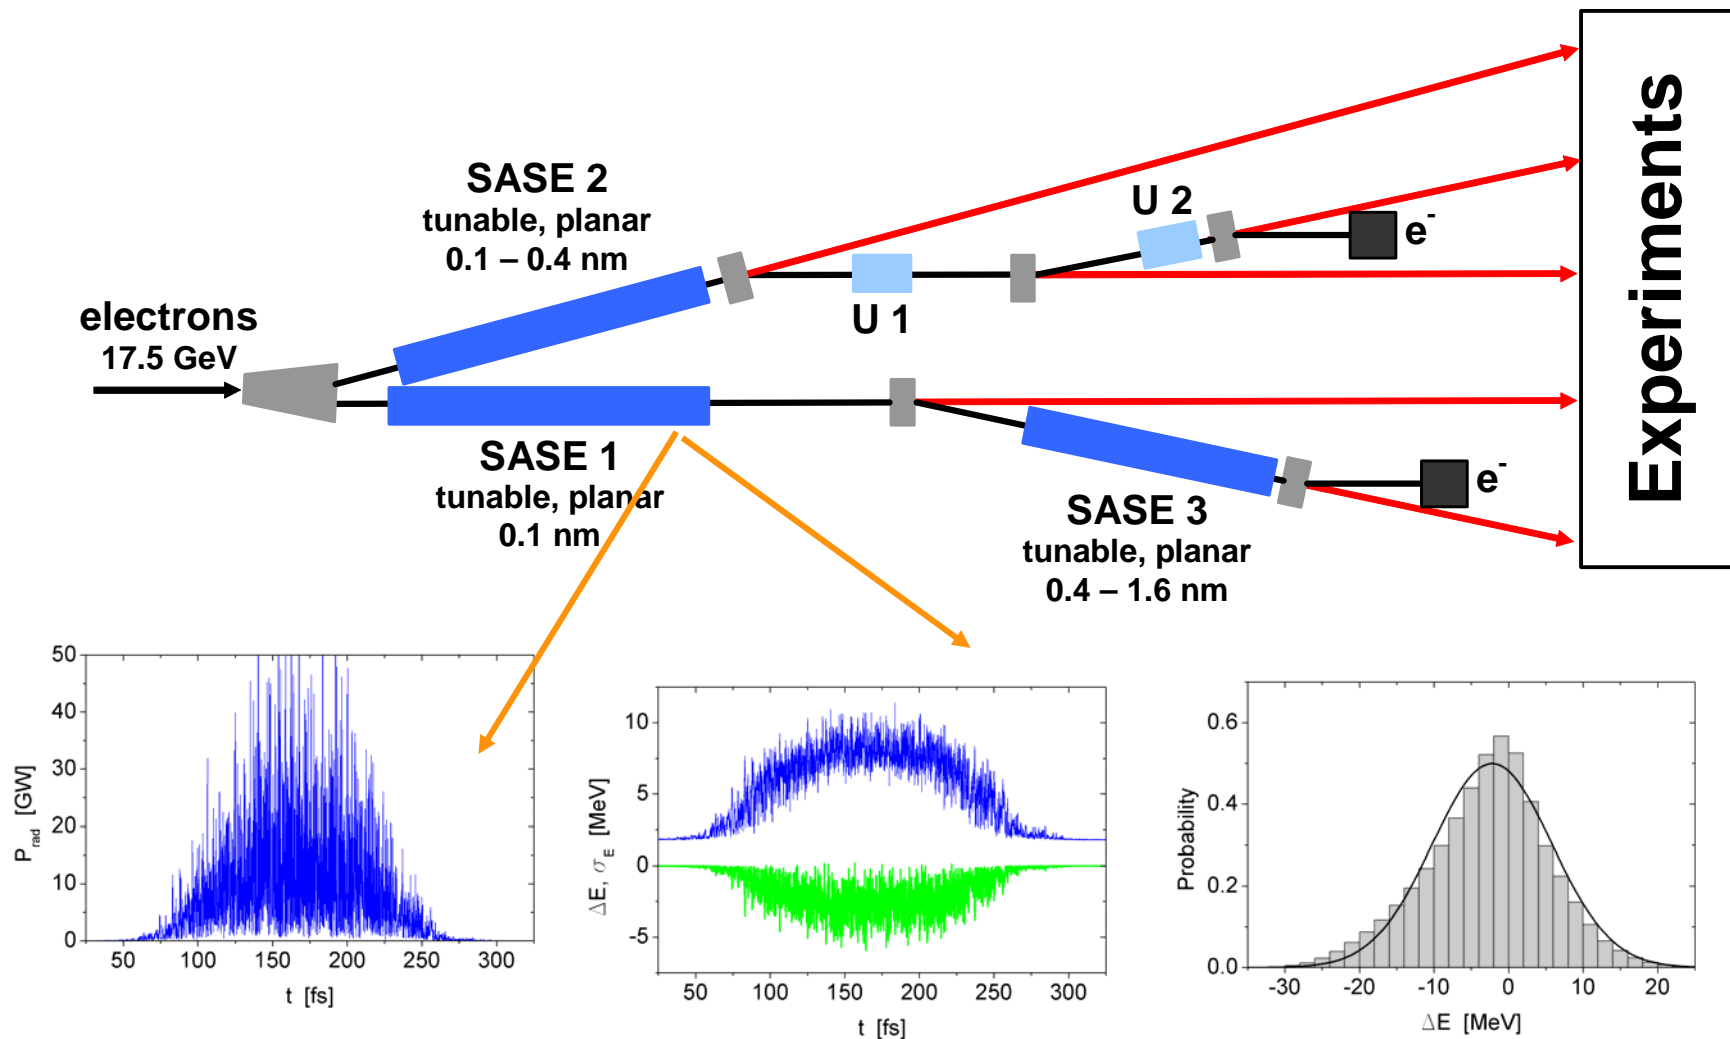 SASE 2
tunable, planar
0.1 – 0.4 nm
U 2
e-
U 1
electrons
17.5 GeV
SASE 1
tunable, planar
0.1 nm
SASE 3
tunable, planar
0.4 – 1.6 nm
e-
Experiments
50
40
30
20
10
0
P rad [GW]
50 100 150 200 250 300
t [fs]
10
5
0
-5
ΔE, σE [MeV]
50 100 150 200 250 300
t [fs]
0.6
0.4
0.2
0.0
Probability
-30 -20 -10 0 10 20
ΔE [MeV]